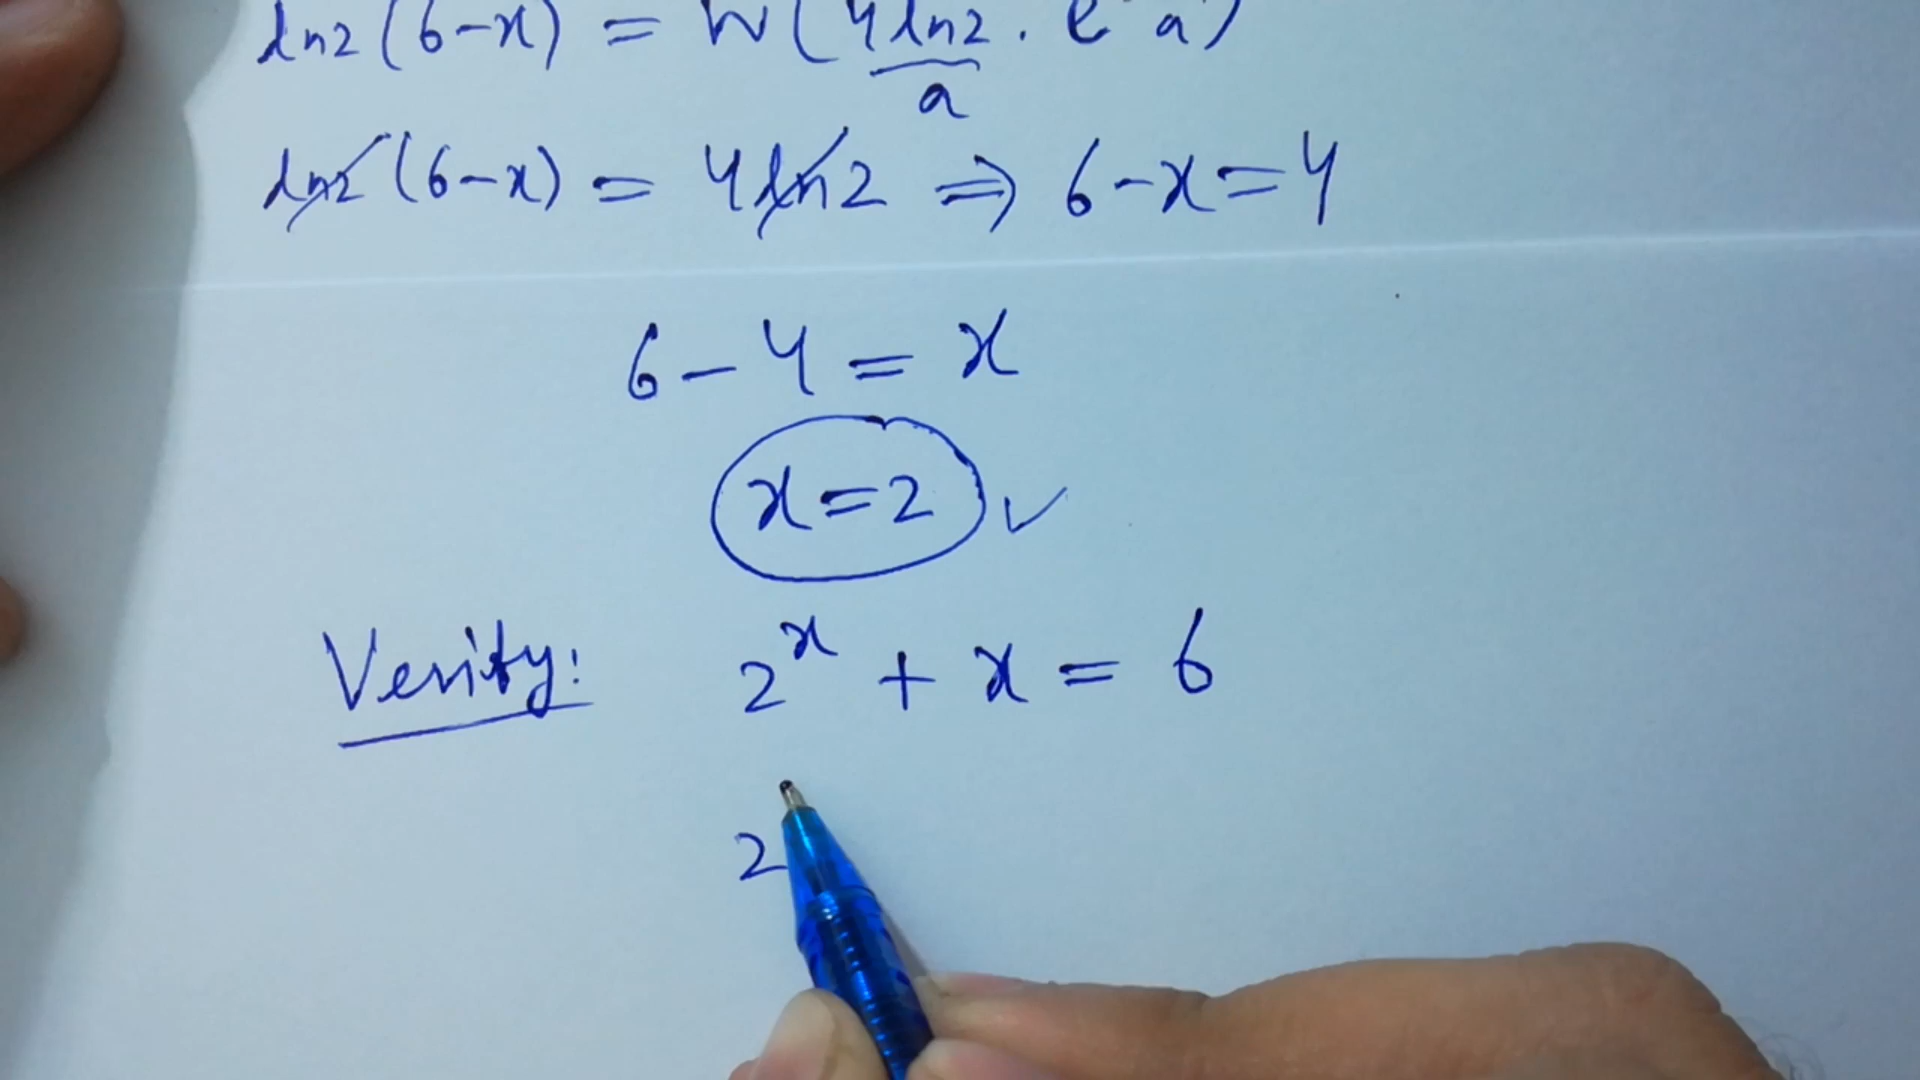 ln2 (6-x) = W (4ln2 . e a)
a
ln2 (6-x) = 4ln2 ⇒ 6-x=4
6-4 = x
x=2 ✓
Verify: 2^x + x = 6
2